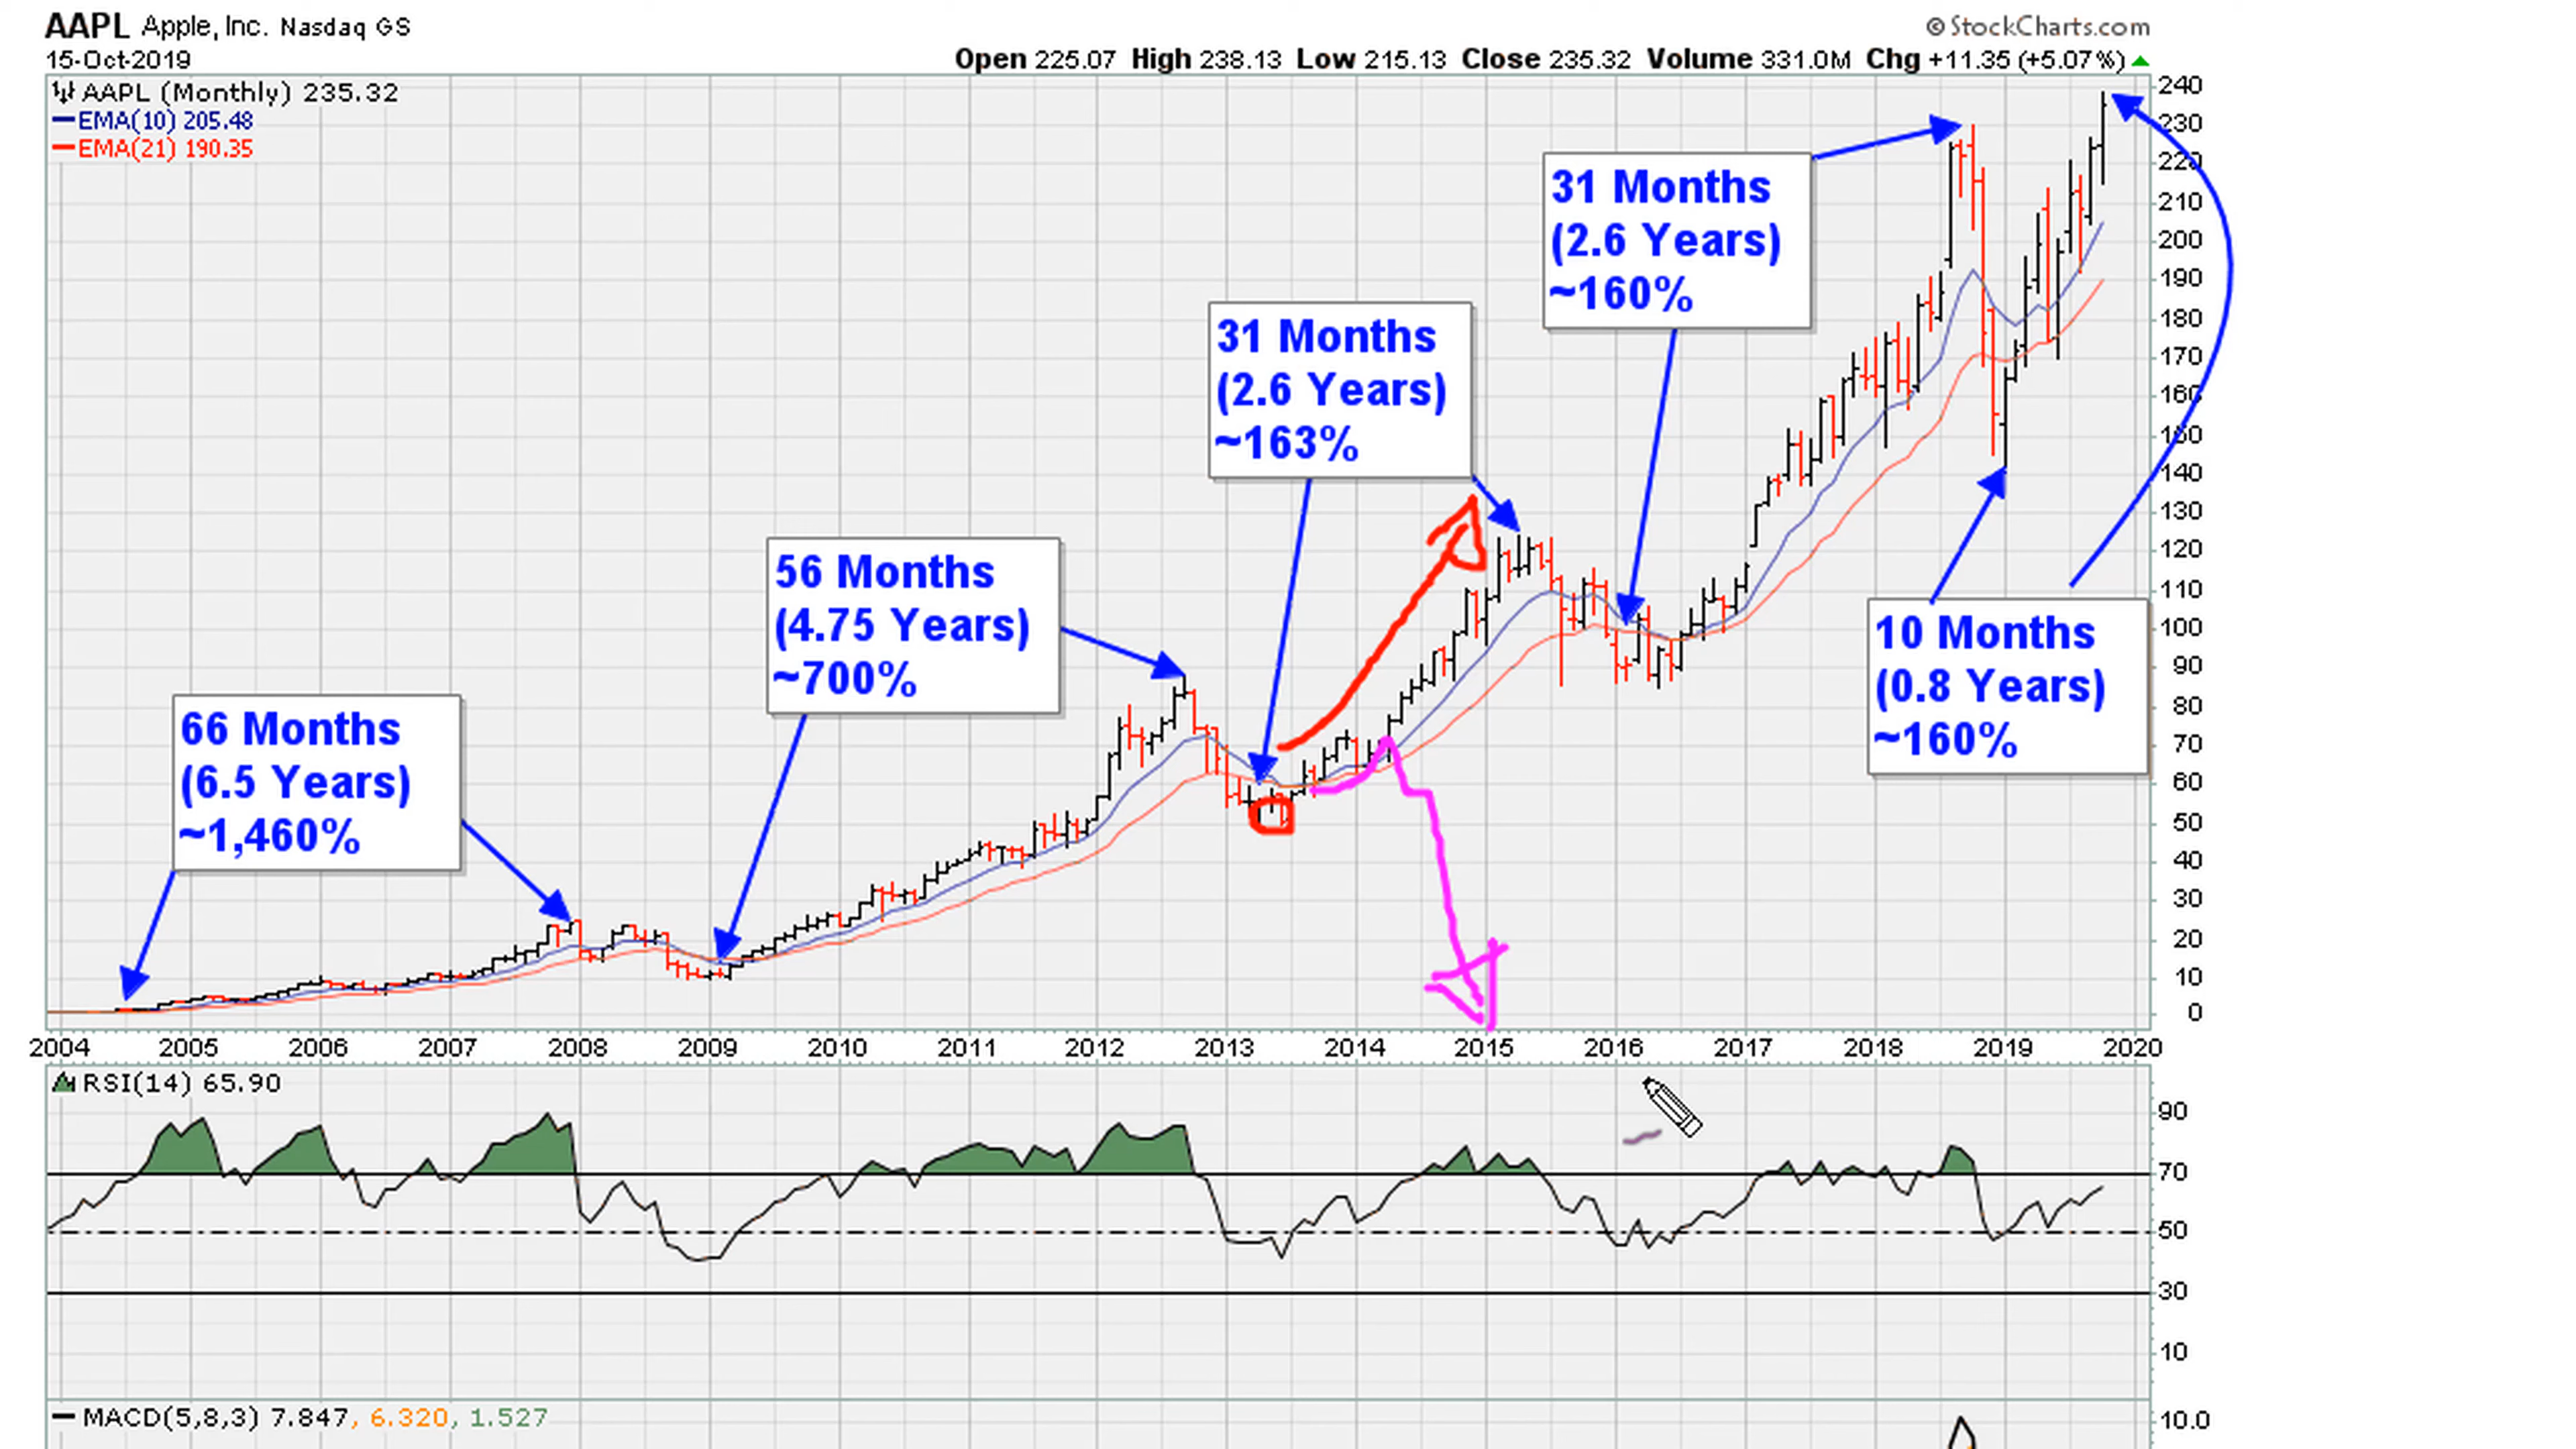 AAPL Apple, Inc. Nasdaq GS
© StockCharts.com
15-Oct-2019
Open 225.07 High 238.13 Low 215.13 Close 235.32 Volume 331.0M Chg +11.35 (+5.07%)
AAPL (Monthly) 235.32
EMA(10) 205.48
EMA(21) 190.35
66 Months
(6.5 Years)
~1,460%
56 Months
(4.75 Years)
~700%
31 Months
(2.6 Years)
~163%
31 Months
(2.6 Years)
~160%
10 Months
(0.8 Years)
~160%
240
230
220
210
200
190
180
170
160
150
140
130
120
110
100
90
80
70
60
50
40
30
20
10
0
2004 2005 2006 2007 2008 2009 2010 2011 2012 2013 2014 2015 2016 2017 2018 2019 2020
RSI(14) 65.90
90
70
50
30
10
MACD(5,8,3) 7.847, 6.320, 1.527
10.0